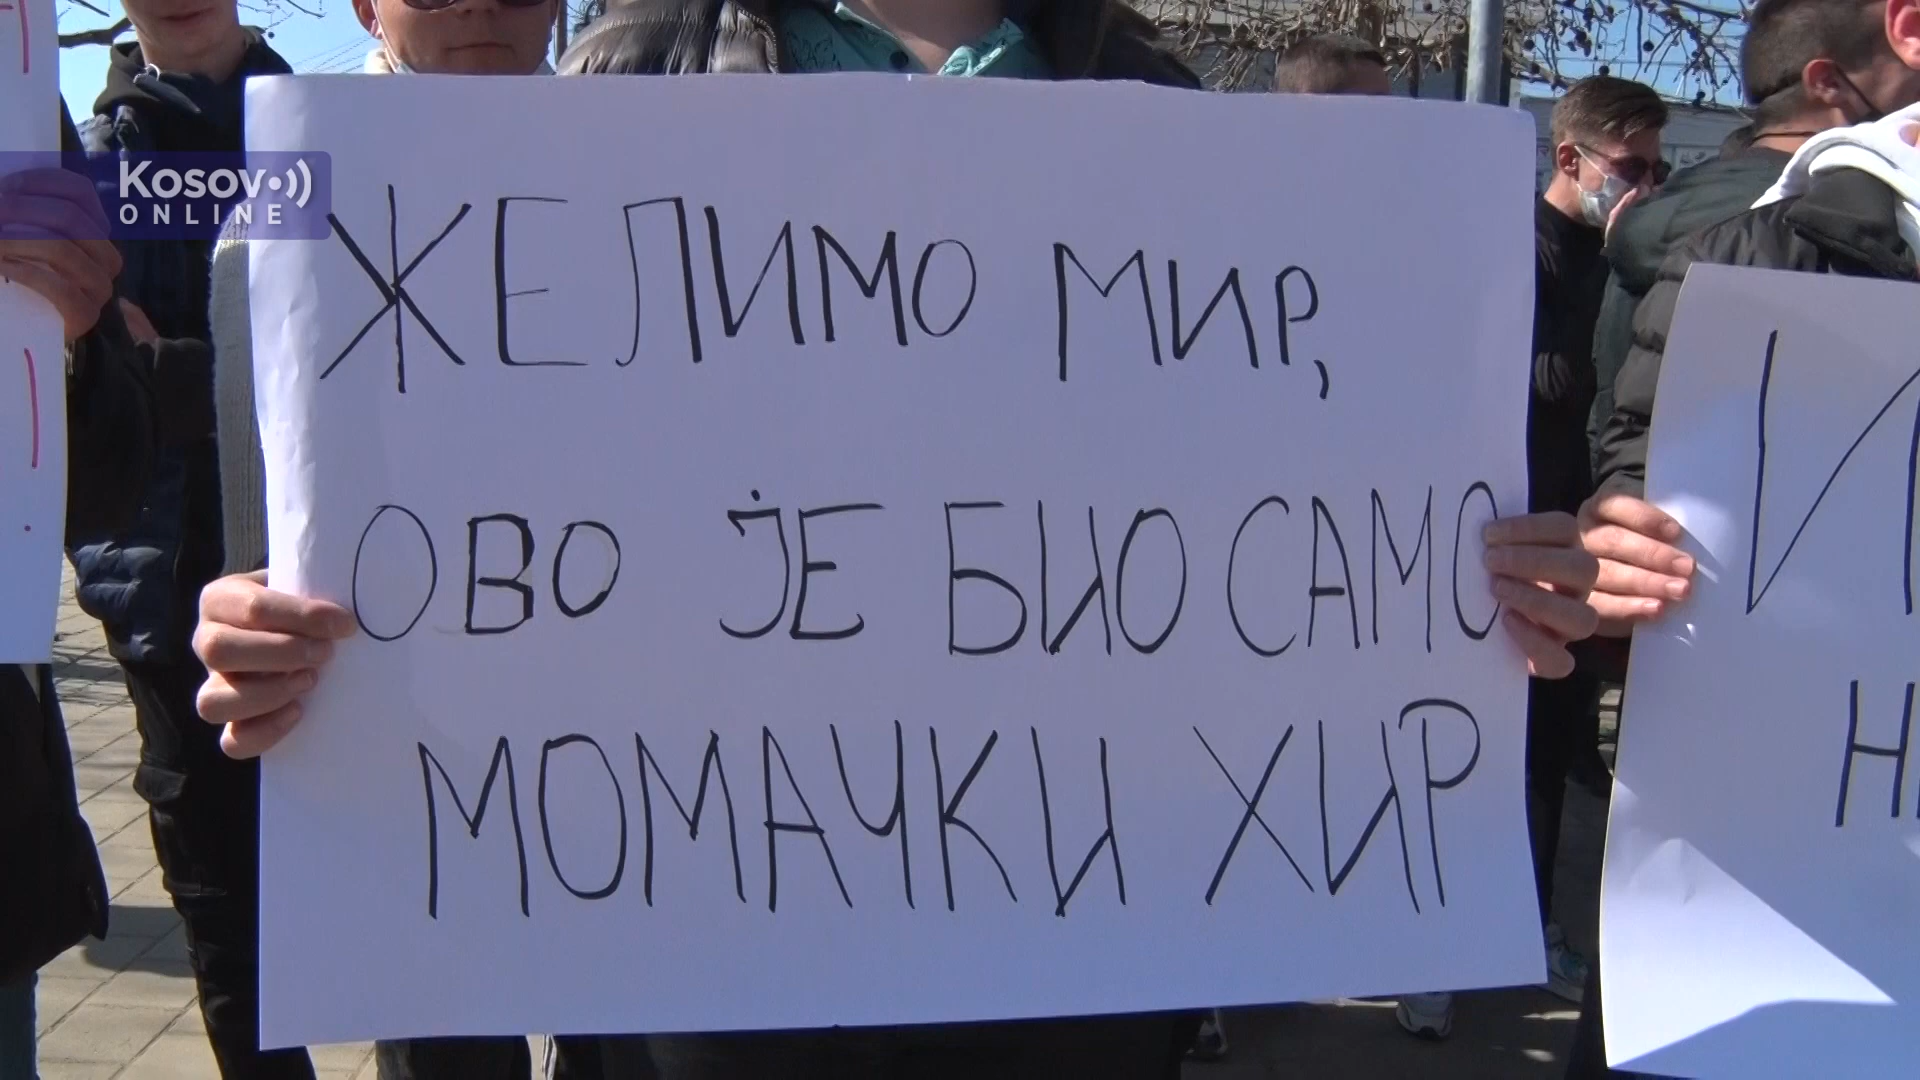 Kosovo
ONLINE
ЖЕЛИМО МИР,
ОВО ЈЕ БИО САМО
МОМАЧКИ ХИР